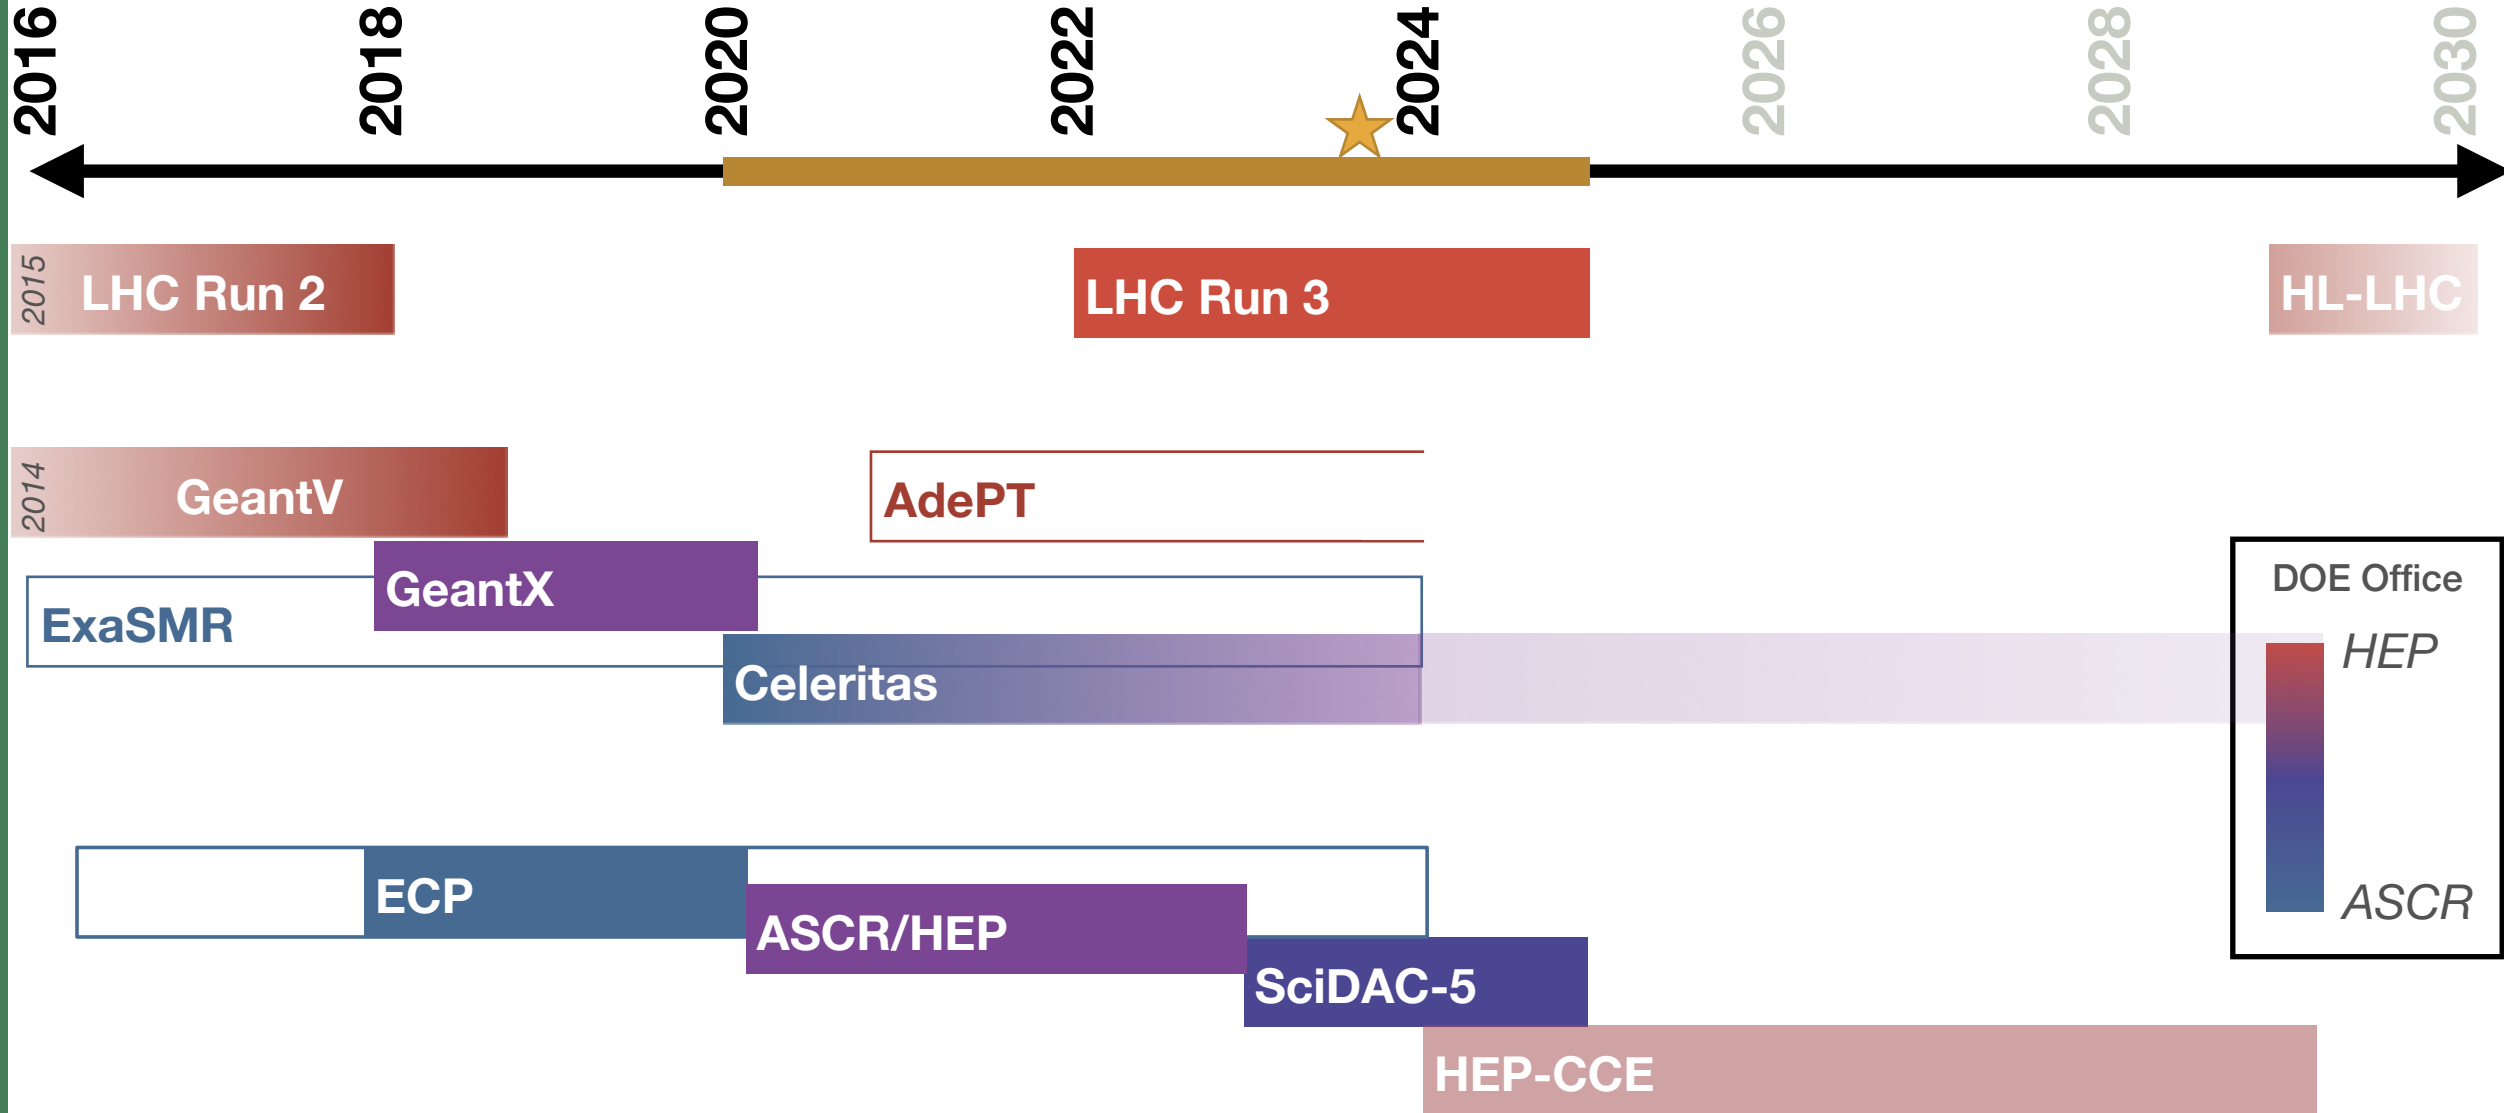 2016
2018
2020
2022
2024
2026
2028
2030
2015
LHC Run 2
LHC Run 3
HL-LHC
2014
GeantV
AdePT
GeantX
ExaSMR
Celeritas
DOE Office
HEP
ASCR
ECP
ASCR/HEP
SciDAC-5
HEP-CCE